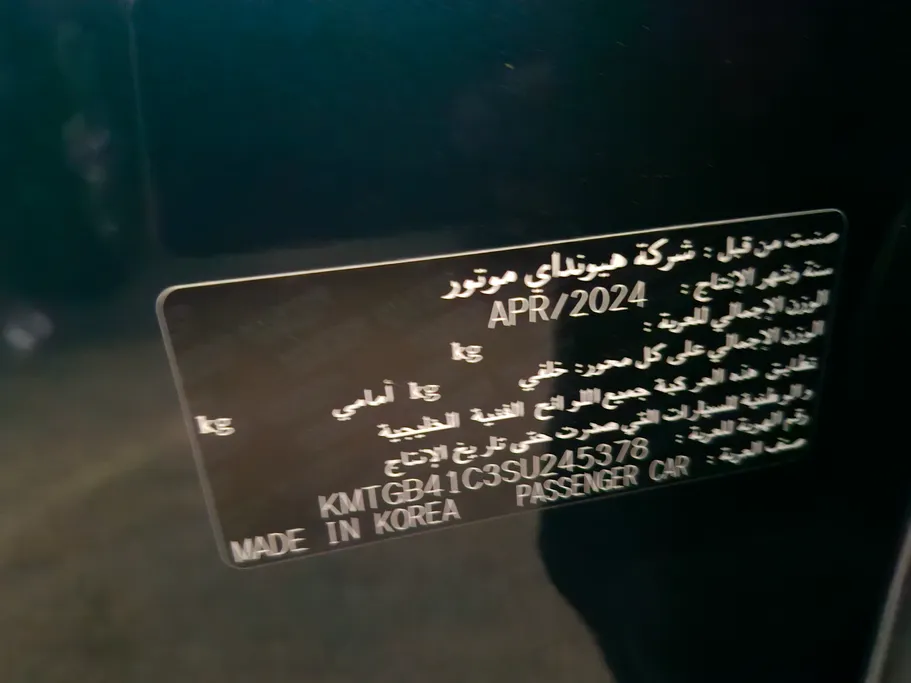 صنعت من قبل : شركة هيونداي موتور
سنة وشهر الإنتاج : APR/2024
الوزن الاجمالي للعربة : kg
الوزن الاجمالي على كل محور: خلفي kg أمامي kg
تطابق هذه المركبة جميع اللوائح الفنية الخليجية
والوطنية للسيارات التي صدرت حتى تاريخ الإنتاج
رقم الهوية للعربة : KMTGB41C3SU245378
صنف العربة : PASSENGER CAR
MADE IN KOREA